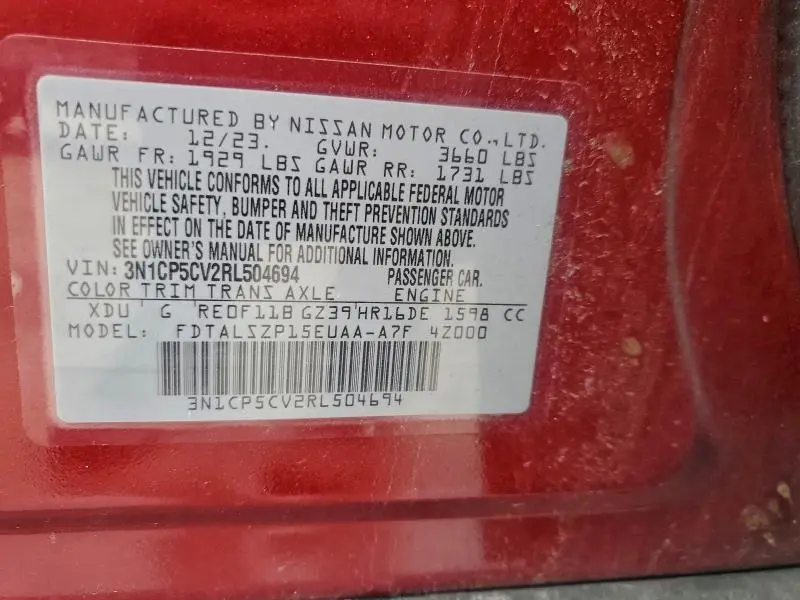 MANUFACTURED BY NISSAN MOTOR CO.,LTD.
DATE: 12/23. GVWR: 3660 LBS
GAWR FR: 1929 LBS GAWR RR: 1731 LBS
THIS VEHICLE CONFORMS TO ALL APPLICABLE FEDERAL MOTOR
VEHICLE SAFETY, BUMPER AND THEFT PREVENTION STANDARDS
IN EFFECT ON THE DATE OF MANUFACTURE SHOWN ABOVE.
SEE OWNER'S MANUAL FOR ADDITIONAL INFORMATION.
VIN: 3N1CP5CV2RL504694 PASSENGER CAR.
COLOR TRIM TRANS AXLE ENGINE
XDU G RE0F11B GZ39 HR16DE 1598 CC
MODEL: FDTALSZP15EUAA-A7F 4Z000
3N1CP5CV2RL504694